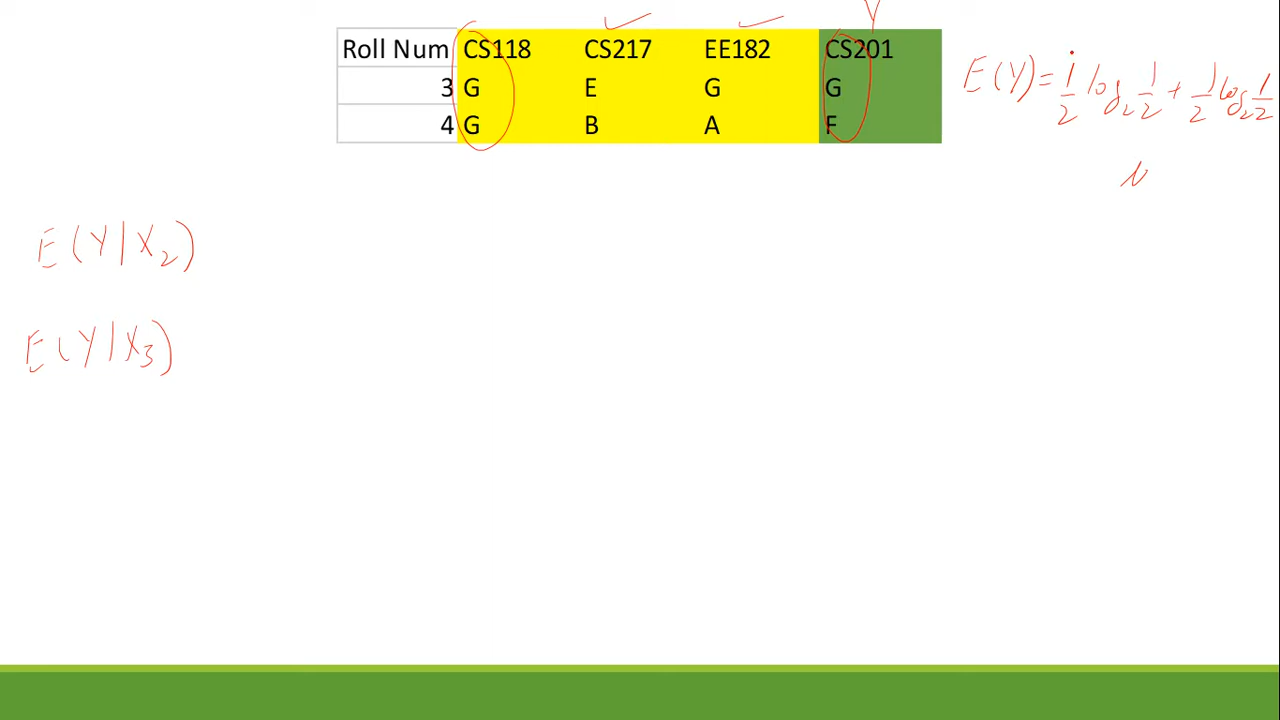 Y
Roll Num CS118 CS217 EE182 CS201
3 G E G G
4 G B A F
E(Y) = 1/2 log2 1/2 + 1/2 log2 1/2
E(Y|X2)
E(Y|X3)